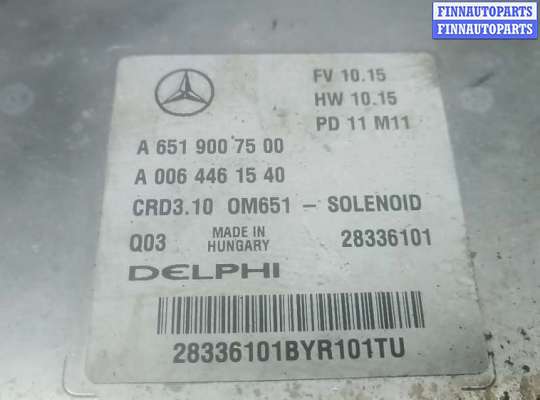 FINNAUTOPARTS
FINNAUTOPARTS
FV 10.15
HW 10.15
PD 11 M11
A 651 900 75 00
A 006 446 15 40
CRD3.10 OM651 – SOLENOID
Q03 MADE IN HUNGARY 28336101
DELPHI
28336101BYR101TU